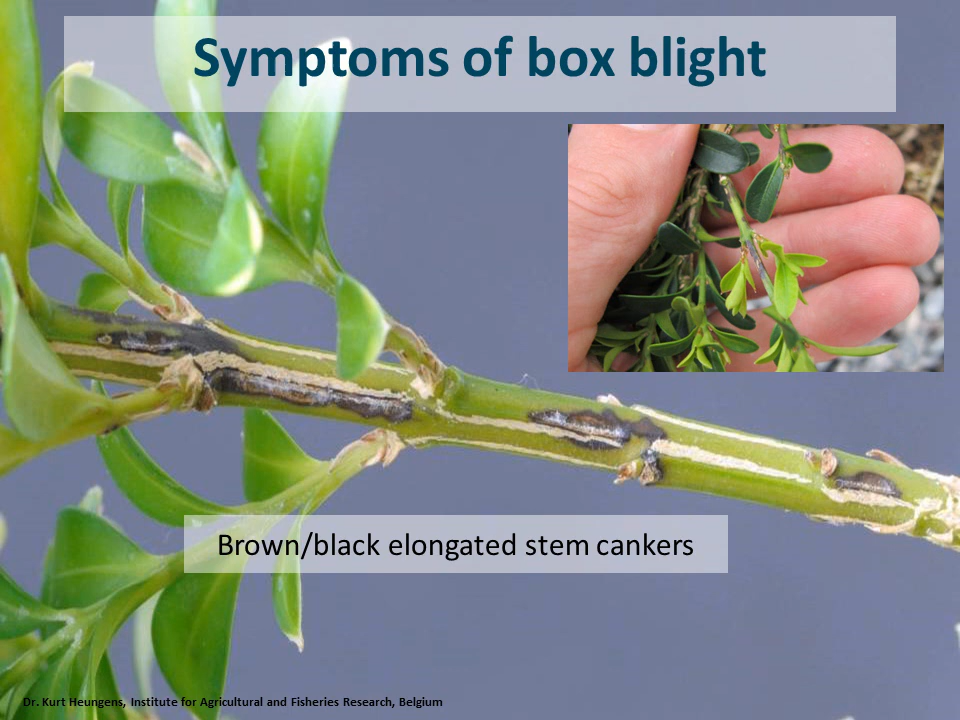 Symptoms of box blight
Brown/black elongated stem cankers
Dr. Kurt Heungens, Institute for Agricultural and Fisheries Research, Belgium